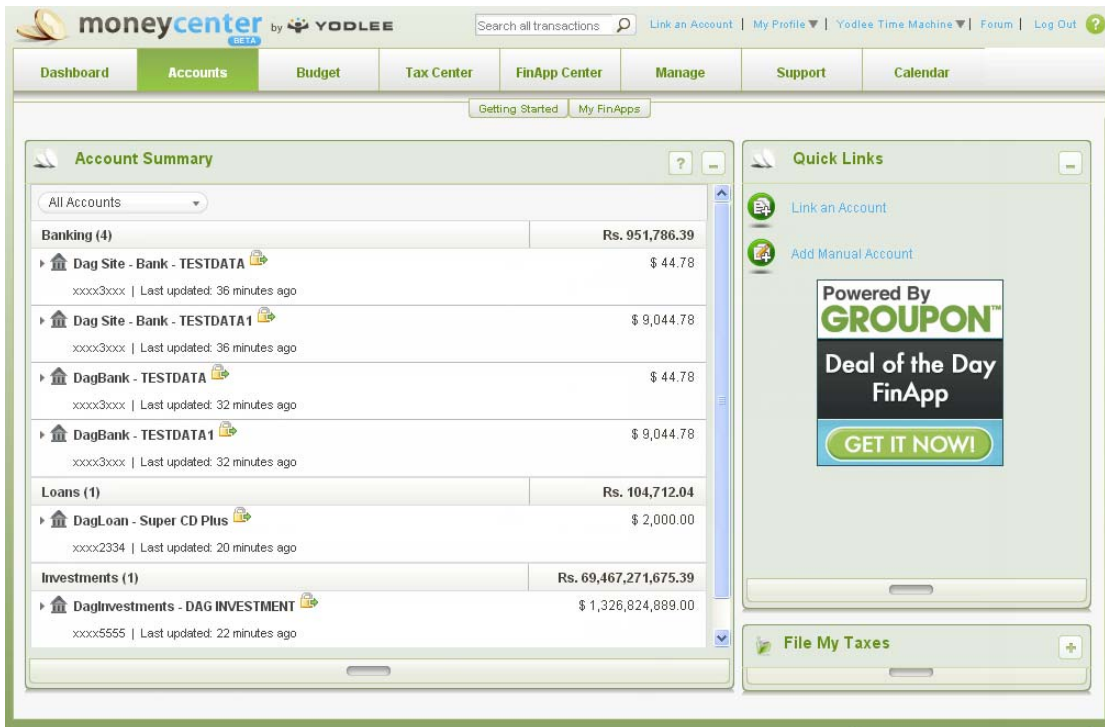 moneycenter by YODLEE
BETA
Search all transactions
Link an Account | My Profile ▼ | Yodlee Time Machine ▼ | Forum | Log Out ?
Dashboard Accounts Budget Tax Center FinApp Center Manage Support Calendar
Getting Started My FinApps
Account Summary ?
All Accounts
Banking (4) Rs. 951,786.39
Dag Site - Bank - TESTDATA $ 44.78
xxxx3xxx | Last updated: 36 minutes ago
Dag Site - Bank - TESTDATA1 $ 9,044.78
xxxx3xxx | Last updated: 36 minutes ago
DagBank - TESTDATA $ 44.78
xxxx3xxx | Last updated: 32 minutes ago
DagBank - TESTDATA1 $ 9,044.78
xxxx3xxx | Last updated: 32 minutes ago
Loans (1) Rs. 104,712.04
DagLoan - Super CD Plus $ 2,000.00
xxxx2334 | Last updated: 20 minutes ago
Investments (1) Rs. 69,467,271,675.39
DagInvestments - DAG INVESTMENT $ 1,326,824,889.00
xxxx5555 | Last updated: 22 minutes ago
Quick Links
Link an Account
Add Manual Account
Powered By
GROUPON™
Deal of the Day
FinApp
GET IT NOW!
File My Taxes